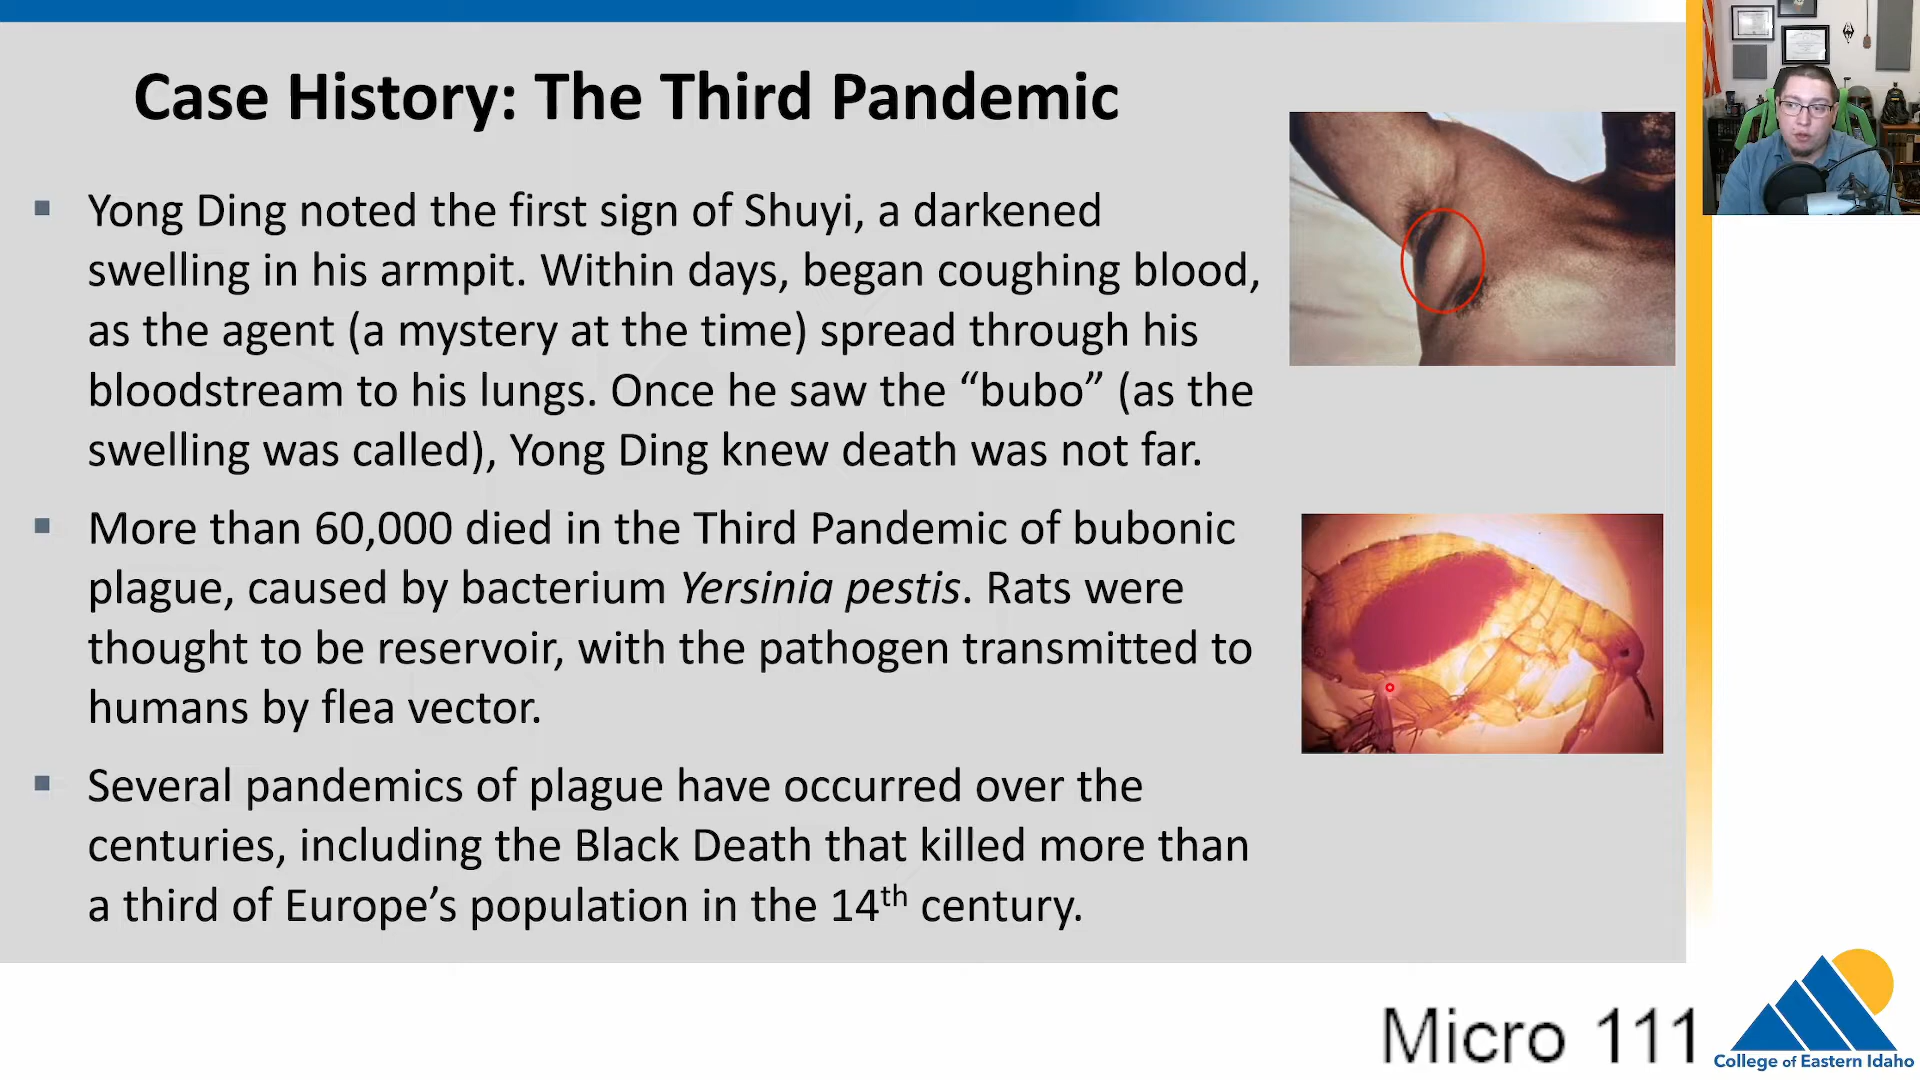 Case History: The Third Pandemic
Yong Ding noted the first sign of Shuyi, a darkened
swelling in his armpit. Within days, began coughing blood,
as the agent (a mystery at the time) spread through his
bloodstream to his lungs. Once he saw the “bubo” (as the
swelling was called), Yong Ding knew death was not far.
More than 60,000 died in the Third Pandemic of bubonic
plague, caused by bacterium Yersinia pestis. Rats were
thought to be reservoir, with the pathogen transmitted to
humans by flea vector.
Several pandemics of plague have occurred over the
centuries, including the Black Death that killed more than
a third of Europe’s population in the 14th century.
Micro 111
College of Eastern Idaho